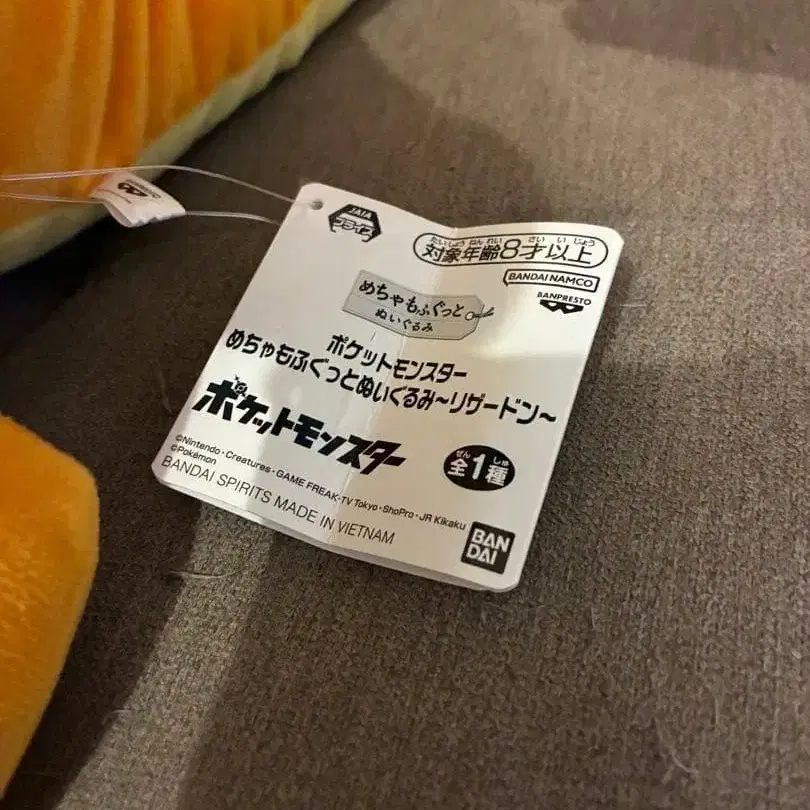 BANPRESTO
JAIA
プライズ
たいしょうねんれい さい いじょう
対象年齢8才以上
BANDAI NAMCO
BANPRESTO
めちゃもふぐっと
ぬいぐるみ
ポケットモンスター
めちゃもふぐっとぬいぐるみ～リザードン～
ポケットモンスター
ぜん しゅ
全1種
©Nintendo・Creatures・GAME FREAK・TV Tokyo・ShoPro・JR Kikaku
©Pokémon
BANDAI SPIRITS MADE IN VIETNAM
BAN
DAI